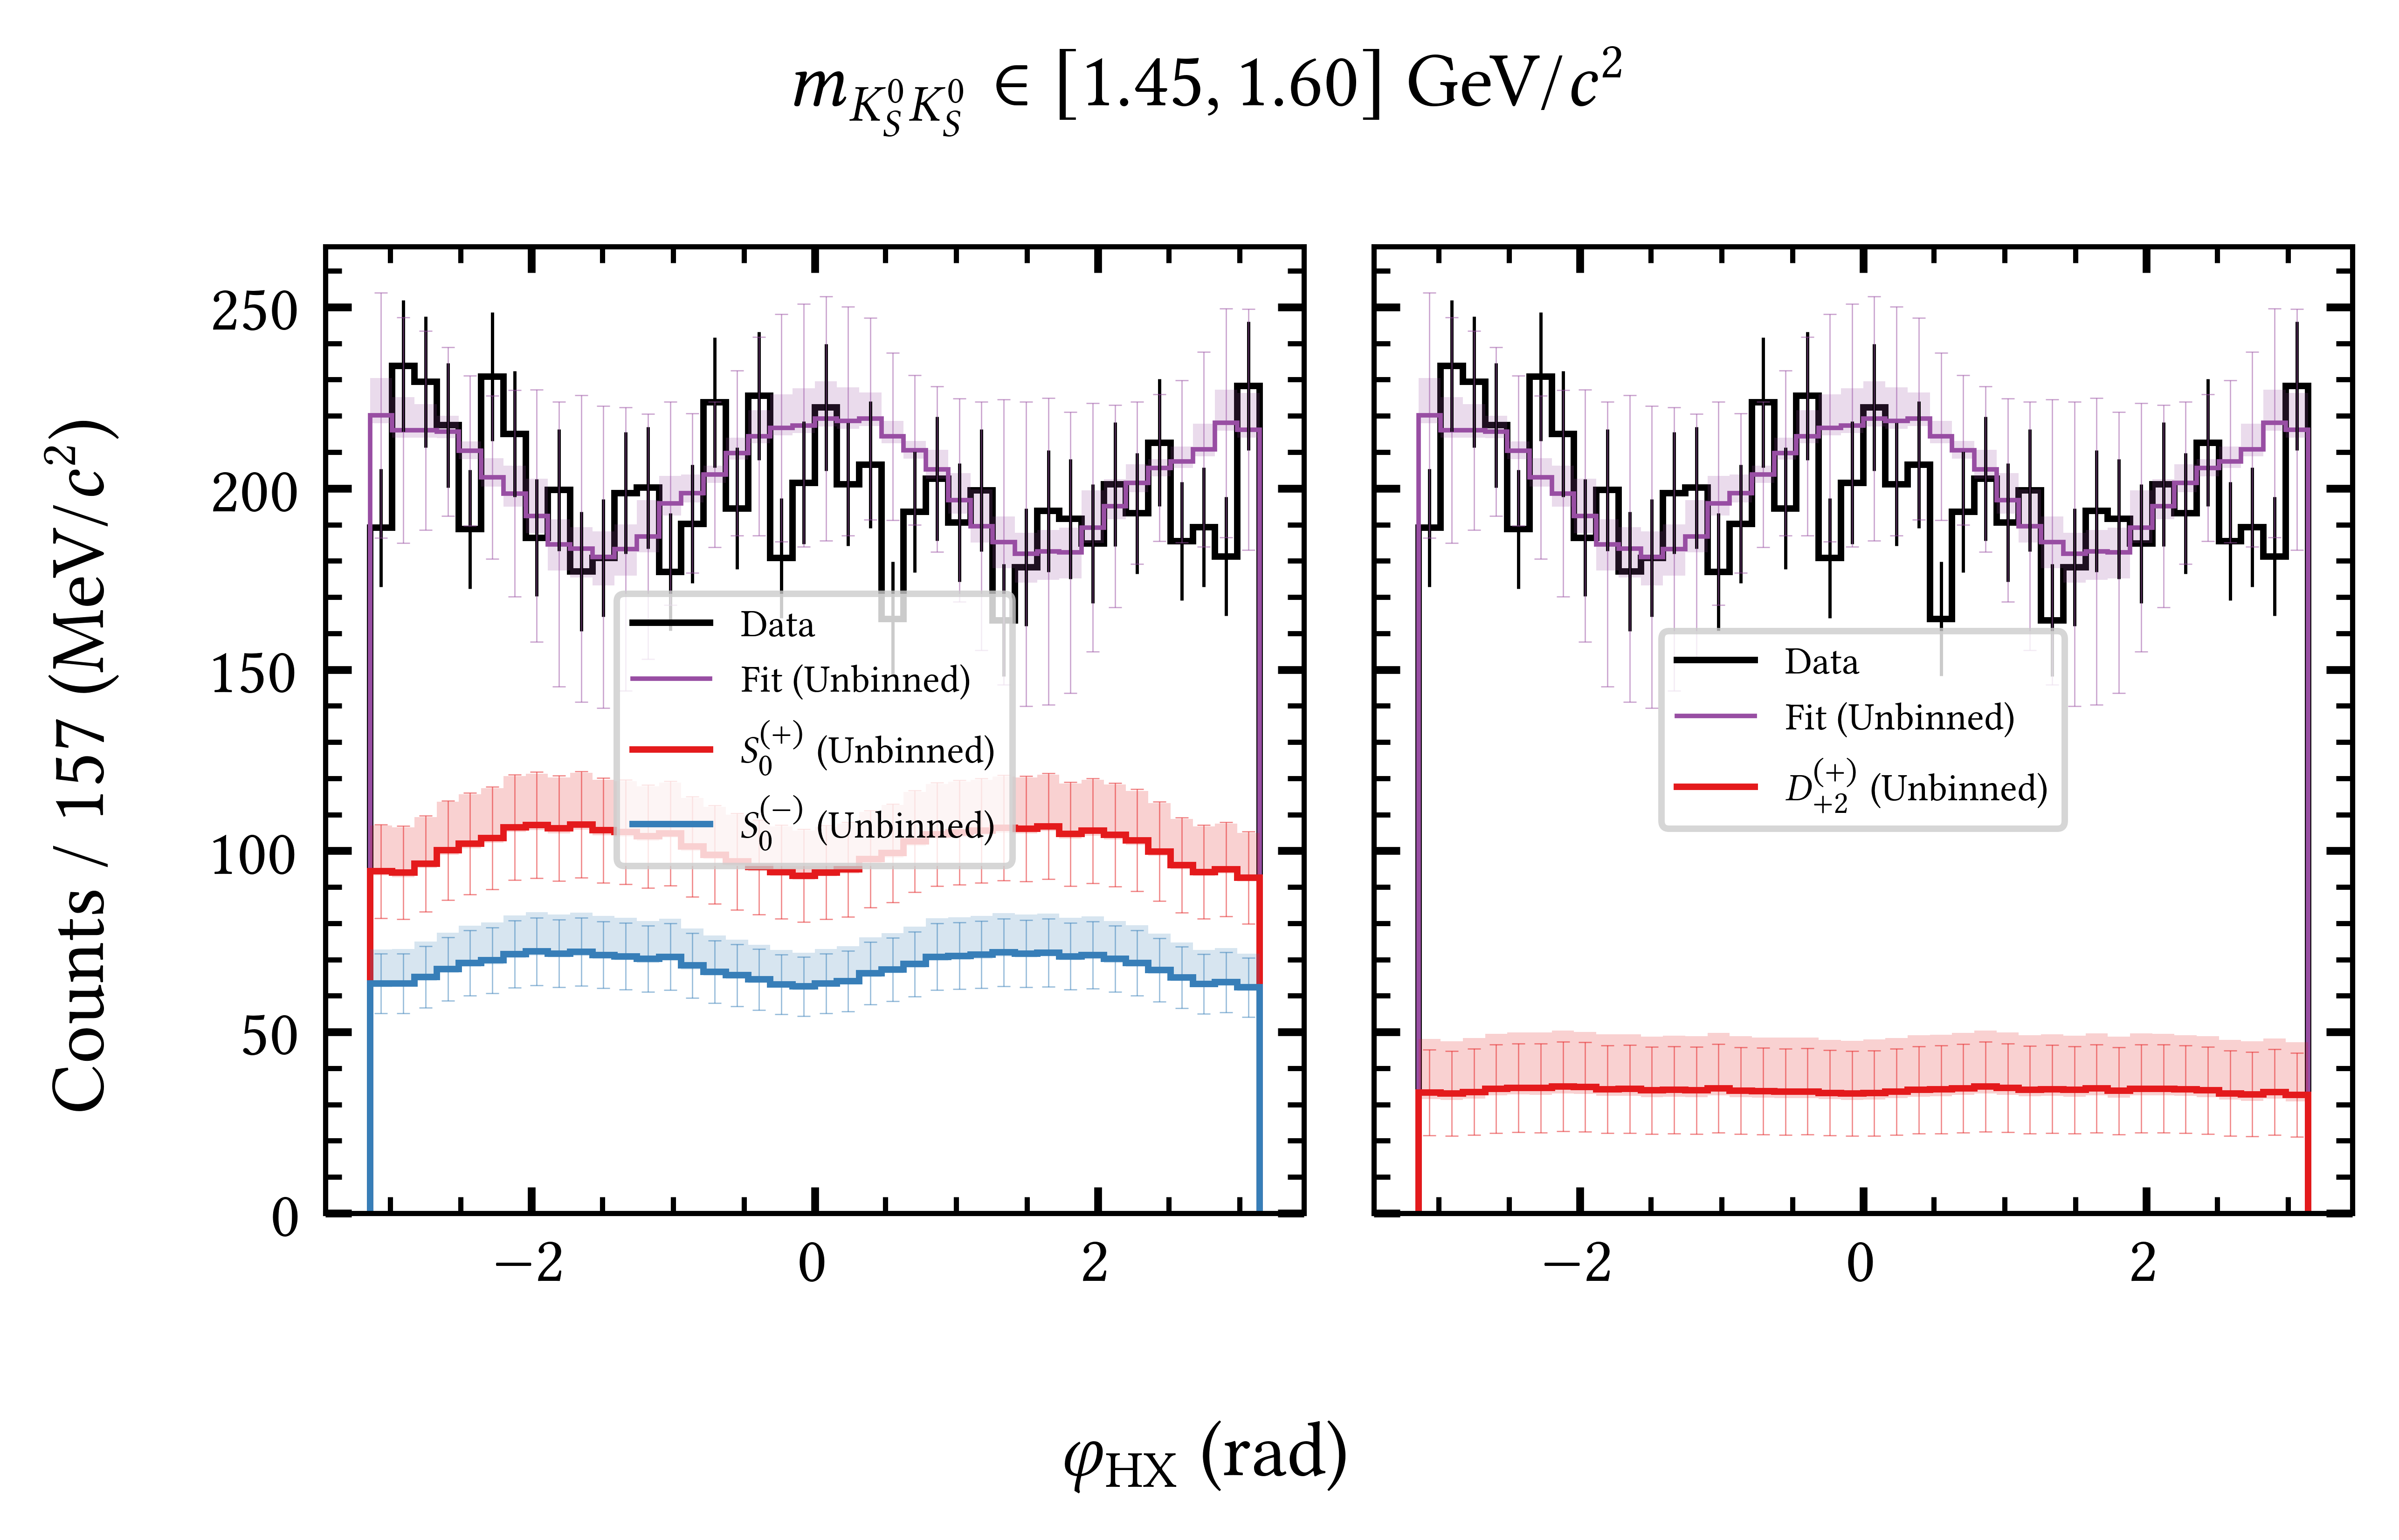 m_{K_S^0 K_S^0} ∈ [1.45, 1.60] GeV/c²
Counts / 157 (MeV/c²)
250
200
150
100
50
0
Data
Fit (Unbinned)
S_0^{(+)} (Unbinned)
S_0^{(−)} (Unbinned)
Data
Fit (Unbinned)
D_{+2}^{(+)} (Unbinned)
−2 0 2
−2 0 2
φ_{HX} (rad)